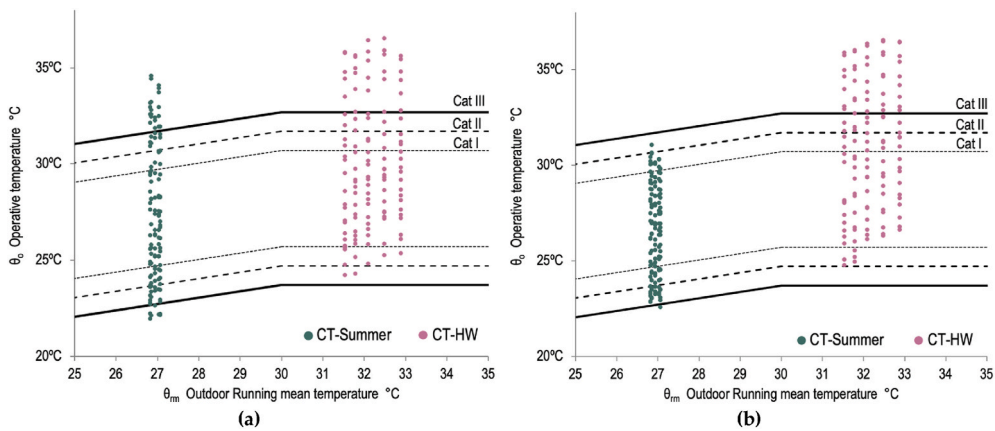 35ºC
30ºC
25ºC
20ºC
θo Operative temperature °C
Cat III
Cat II
Cat I
CT-Summer
CT-HW
25 26 27 28 29 30 31 32 33 34 35
θrm Outdoor Running mean temperature °C
(a)
35ºC
30ºC
25ºC
20ºC
θo Operative temperature °C
Cat III
Cat II
Cat I
CT-Summer
CT-HW
25 26 27 28 29 30 31 32 33 34 35
θrm Outdoor Running mean temperature °C
(b)